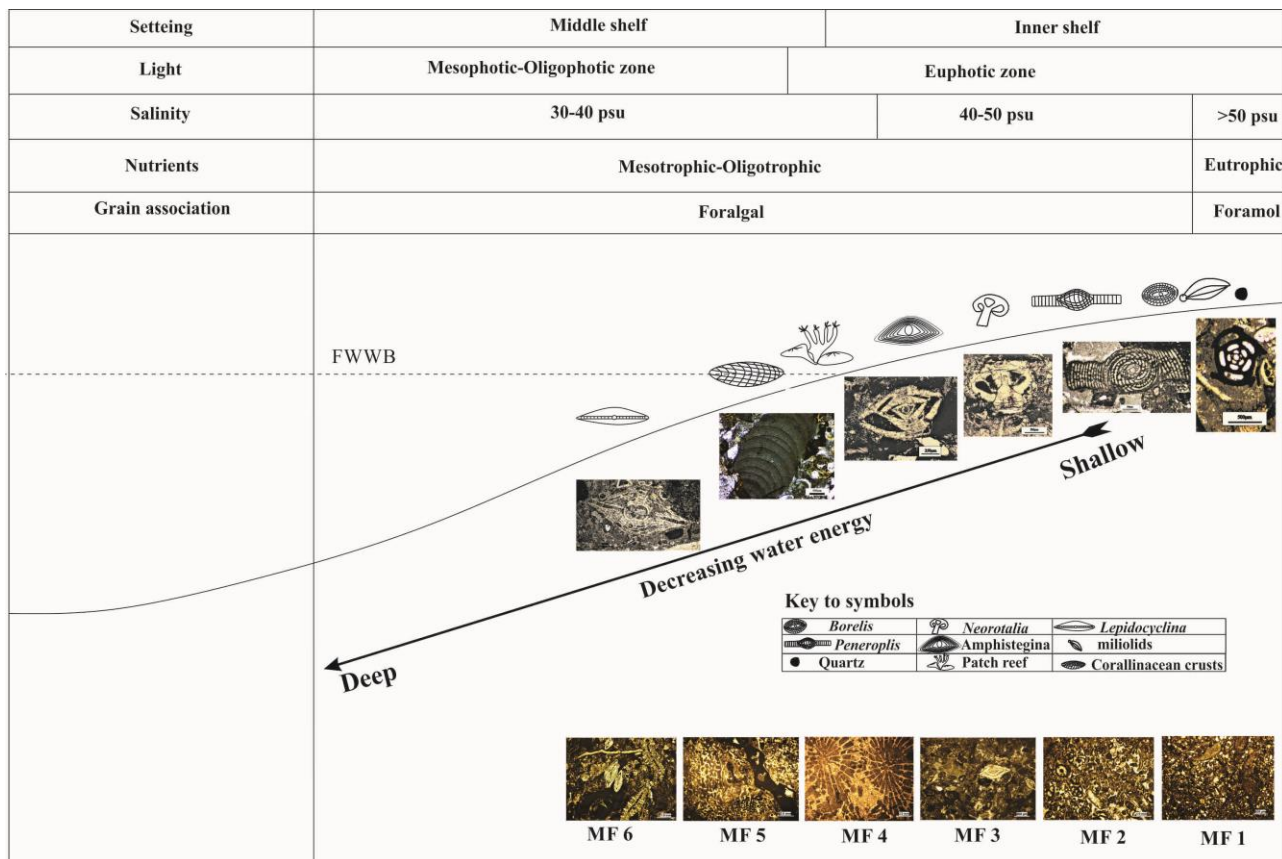 Setteing Middle shelf Inner shelf
Light Mesophotic-Oligophotic zone Euphotic zone
Salinity 30-40 psu 40-50 psu >50 psu
Nutrients Mesotrophic-Oligotrophic Eutrophic
Grain association Foralgal Foramol
FWWB
Shallow
Decreasing water energy
Deep
Key to symbols
Borelis Neorotalia Lepidocyclina
Peneroplis Amphistegina miliolids
Quartz Patch reef Corallinacean crusts
MF 6 MF 5 MF 4 MF 3 MF 2 MF 1